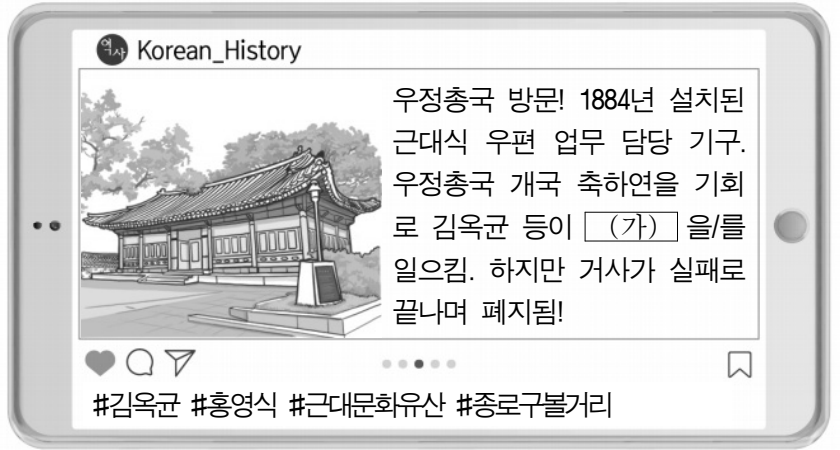 역사 Korean_History
우정총국 방문! 1884년 설치된
근대식 우편 업무 담당 기구.
우정총국 개국 축하연을 기회
로 김옥균 등이 (가) 을/를
일으킴. 하지만 거사가 실패로
끝나며 폐지됨!
#김옥균 #홍영식 #근대문화유산 #종로구볼거리